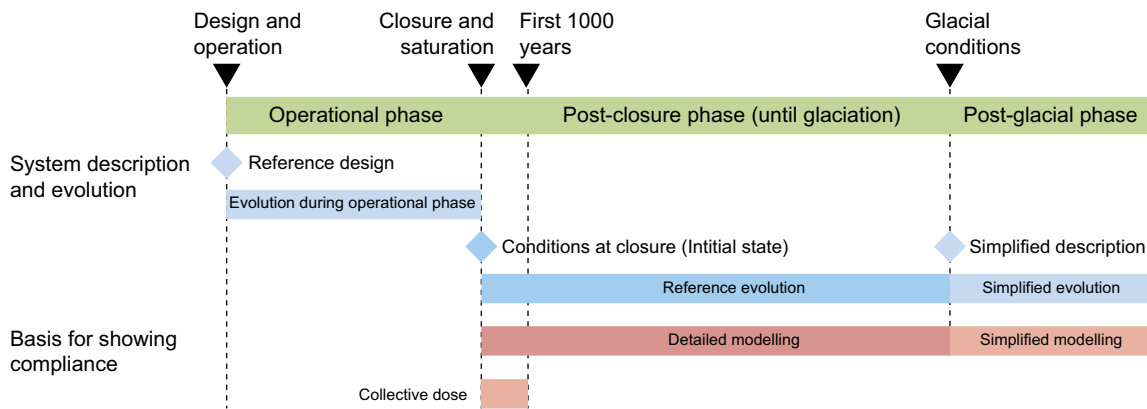 Design and
operation
Closure and
saturation
First 1000
years
Glacial
conditions
Operational phase
Post-closure phase (until glaciation)
Post-glacial phase
System description
and evolution
Reference design
Evolution during operational phase
Conditions at closure (Intitial state)
Simplified description
Reference evolution
Simplified evolution
Basis for showing
compliance
Detailed modelling
Simplified modelling
Collective dose